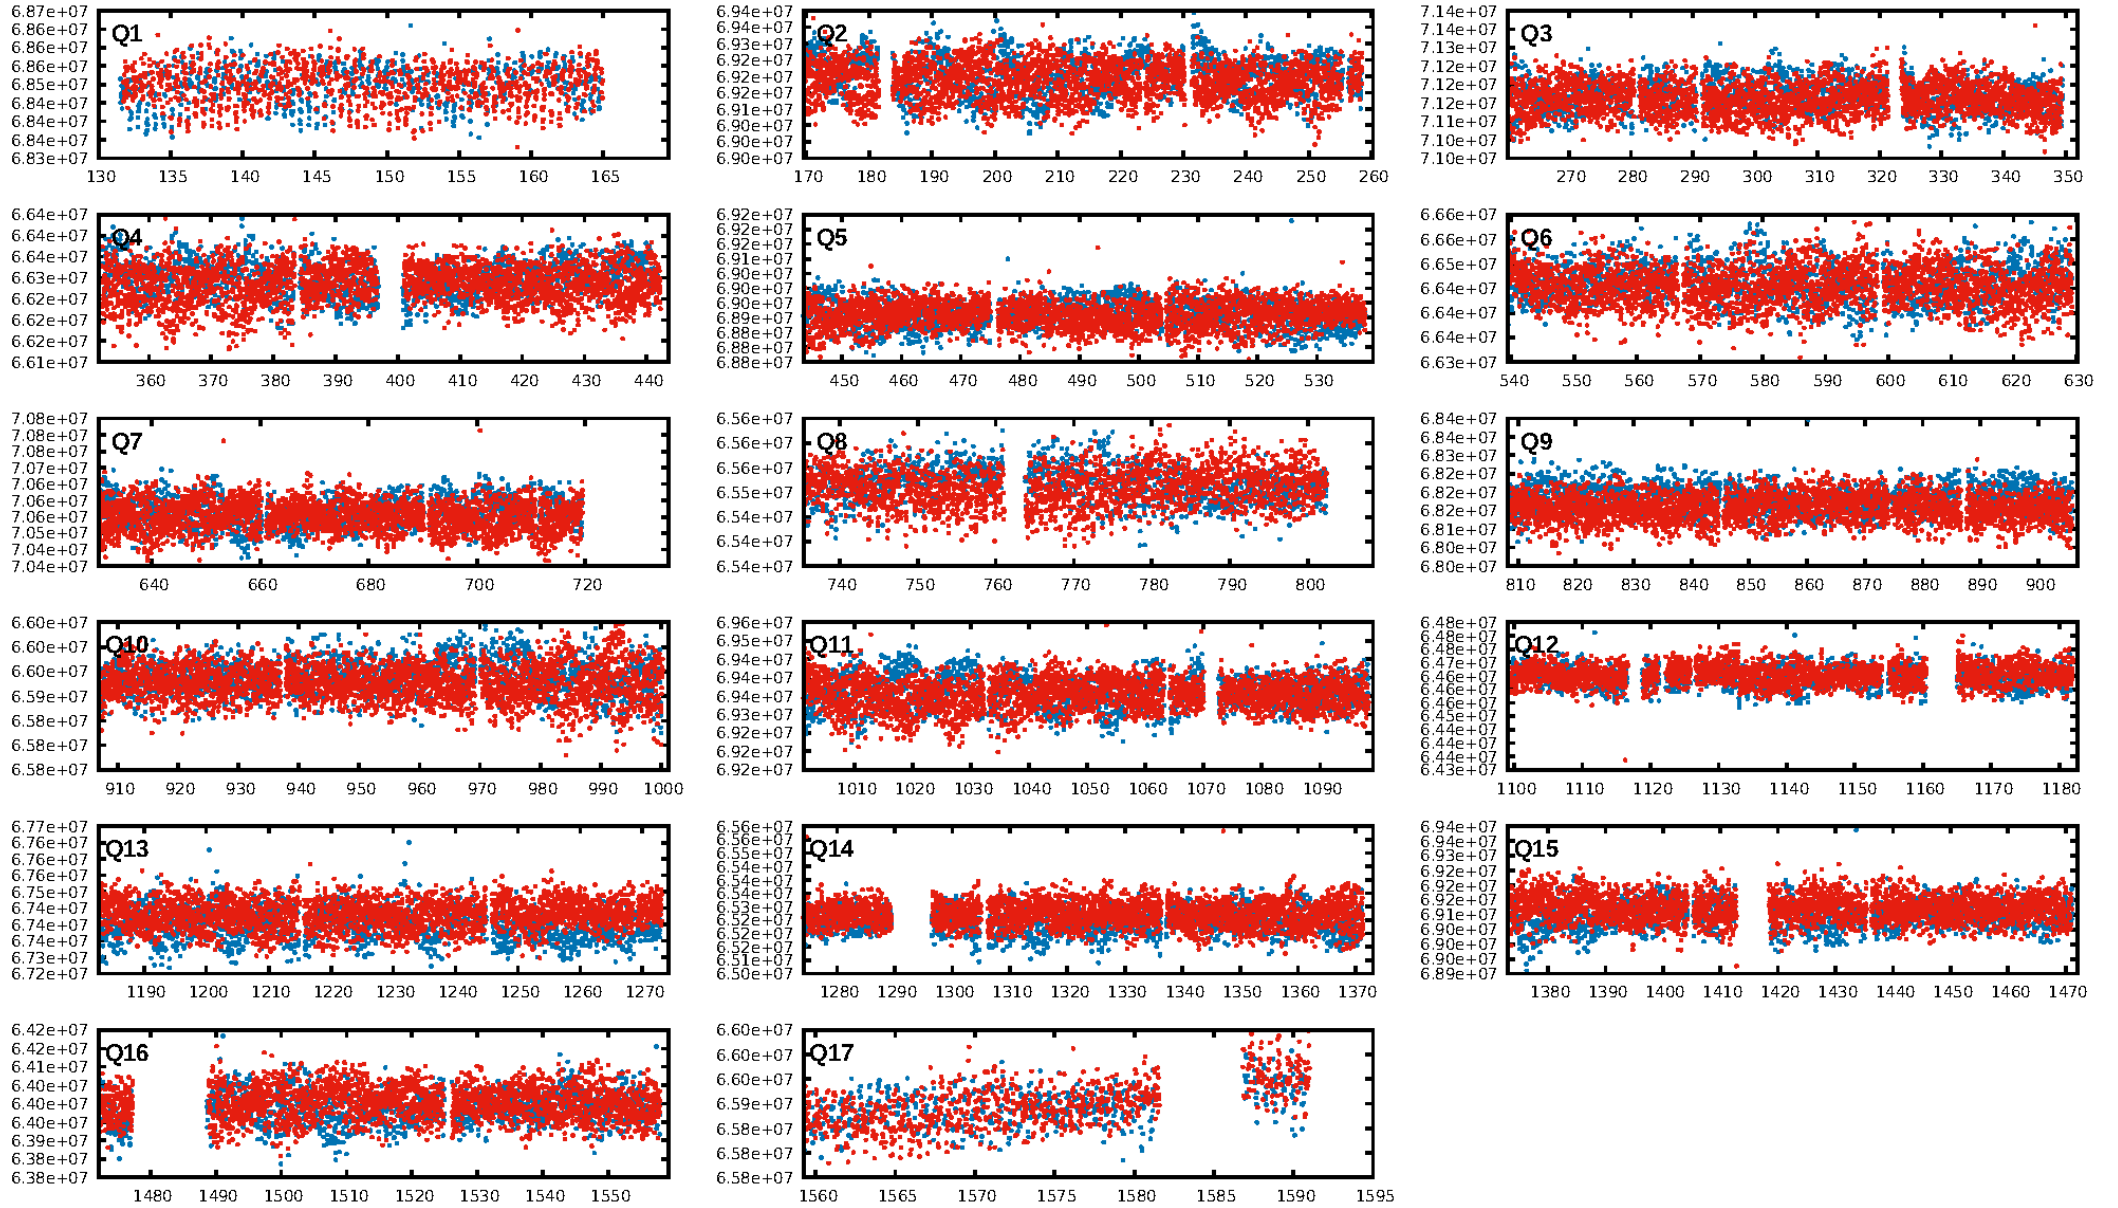 Q1
6.87e+07
6.86e+07
6.86e+07
6.85e+07
6.85e+07
6.84e+07
6.84e+07
6.84e+07
6.83e+07
130 135 140 145 150 155 160 165
Q2
6.94e+07
6.94e+07
6.93e+07
6.92e+07
6.92e+07
6.92e+07
6.91e+07
6.90e+07
6.90e+07
170 180 190 200 210 220 230 240 250 260
Q3
7.14e+07
7.14e+07
7.13e+07
7.12e+07
7.12e+07
7.12e+07
7.11e+07
7.10e+07
7.10e+07
270 280 290 300 310 320 330 340 350
Q4
6.64e+07
6.64e+07
6.64e+07
6.63e+07
6.62e+07
6.62e+07
6.62e+07
6.61e+07
360 370 380 390 400 410 420 430 440
Q5
6.92e+07
6.92e+07
6.92e+07
6.91e+07
6.90e+07
6.90e+07
6.90e+07
6.89e+07
6.88e+07
6.88e+07
6.88e+07
450 460 470 480 490 500 510 520 530
Q6
6.66e+07
6.66e+07
6.65e+07
6.64e+07
6.64e+07
6.64e+07
6.63e+07
540 550 560 570 580 590 600 610 620 630
Q7
7.08e+07
7.08e+07
7.08e+07
7.07e+07
7.06e+07
7.06e+07
7.06e+07
7.05e+07
7.04e+07
7.04e+07
640 660 680 700 720
Q8
6.56e+07
6.56e+07
6.56e+07
6.55e+07
6.54e+07
6.54e+07
6.54e+07
740 750 760 770 780 790 800
Q9
6.84e+07
6.84e+07
6.83e+07
6.82e+07
6.82e+07
6.82e+07
6.81e+07
6.80e+07
6.80e+07
810 820 830 840 850 860 870 880 890 900
Q10
6.60e+07
6.60e+07
6.60e+07
6.59e+07
6.58e+07
6.58e+07
6.58e+07
910 920 930 940 950 960 970 980 990 1000
Q11
6.96e+07
6.95e+07
6.94e+07
6.94e+07
6.94e+07
6.93e+07
6.92e+07
6.92e+07
6.92e+07
1010 1020 1030 1040 1050 1060 1070 1080 1090
Q12
6.48e+07
6.48e+07
6.48e+07
6.47e+07
6.46e+07
6.46e+07
6.46e+07
6.45e+07
6.44e+07
6.44e+07
6.44e+07
6.43e+07
1100 1110 1120 1130 1140 1150 1160 1170 1180
Q13
6.77e+07
6.76e+07
6.76e+07
6.76e+07
6.75e+07
6.74e+07
6.74e+07
6.74e+07
6.73e+07
6.72e+07
1190 1200 1210 1220 1230 1240 1250 1260 1270
Q14
6.56e+07
6.56e+07
6.55e+07
6.54e+07
6.54e+07
6.54e+07
6.53e+07
6.52e+07
6.52e+07
6.52e+07
6.51e+07
6.50e+07
1280 1290 1300 1310 1320 1330 1340 1350 1360 1370
Q15
6.94e+07
6.94e+07
6.93e+07
6.92e+07
6.92e+07
6.92e+07
6.91e+07
6.90e+07
6.90e+07
6.90e+07
6.89e+07
1380 1390 1400 1410 1420 1430 1440 1450 1460 1470
Q16
6.42e+07
6.42e+07
6.41e+07
6.40e+07
6.40e+07
6.40e+07
6.39e+07
6.38e+07
6.38e+07
1480 1490 1500 1510 1520 1530 1540 1550
Q17
6.60e+07
6.60e+07
6.60e+07
6.59e+07
6.58e+07
6.58e+07
6.58e+07
1560 1565 1570 1575 1580 1585 1590 1595